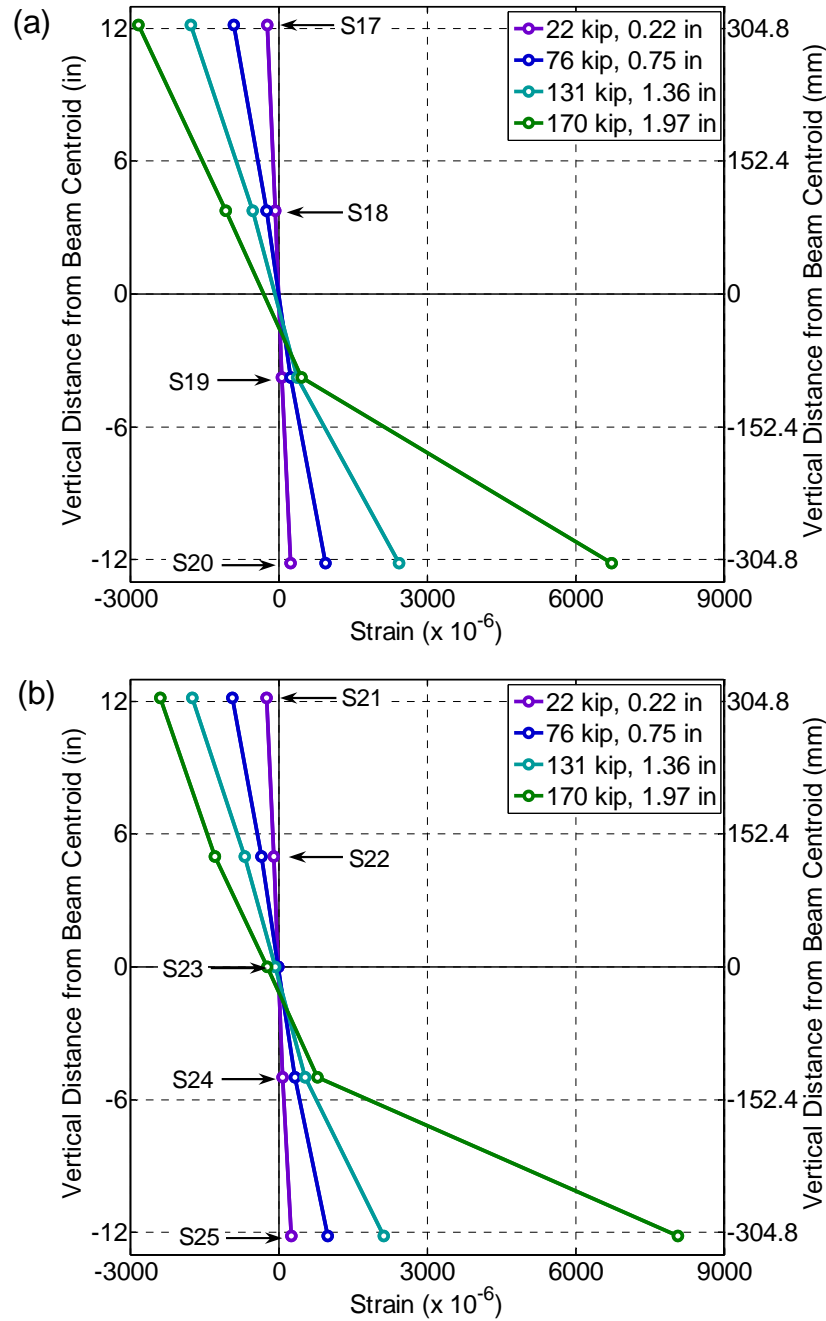 (a)
12
6
0
-6
-12
Vertical Distance from Beam Centroid (in)
304.8
152.4
0
-152.4
-304.8
Vertical Distance from Beam Centroid (mm)
22 kip, 0.22 in
76 kip, 0.75 in
131 kip, 1.36 in
170 kip, 1.97 in
S17
S18
S19
S20
-3000 0 3000 6000 9000
Strain (x 10⁻⁶)
(b)
12
6
0
-6
-12
Vertical Distance from Beam Centroid (in)
304.8
152.4
0
-152.4
-304.8
Vertical Distance from Beam Centroid (mm)
22 kip, 0.22 in
76 kip, 0.75 in
131 kip, 1.36 in
170 kip, 1.97 in
S21
S22
S23
S24
S25
-3000 0 3000 6000 9000
Strain (x 10⁻⁶)